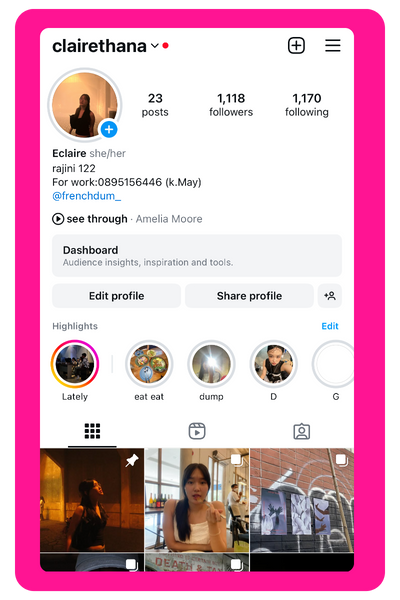 clairethana
23 1,118 1,170
posts followers following
Eclaire she/her
rajini 122
For work:0895156446 (k.May)
@frenchdum_
see through · Amelia Moore
Dashboard
Audience insights, inspiration and tools.
Edit profile Share profile
Highlights Edit
Lately eat eat dump D G
DEATH